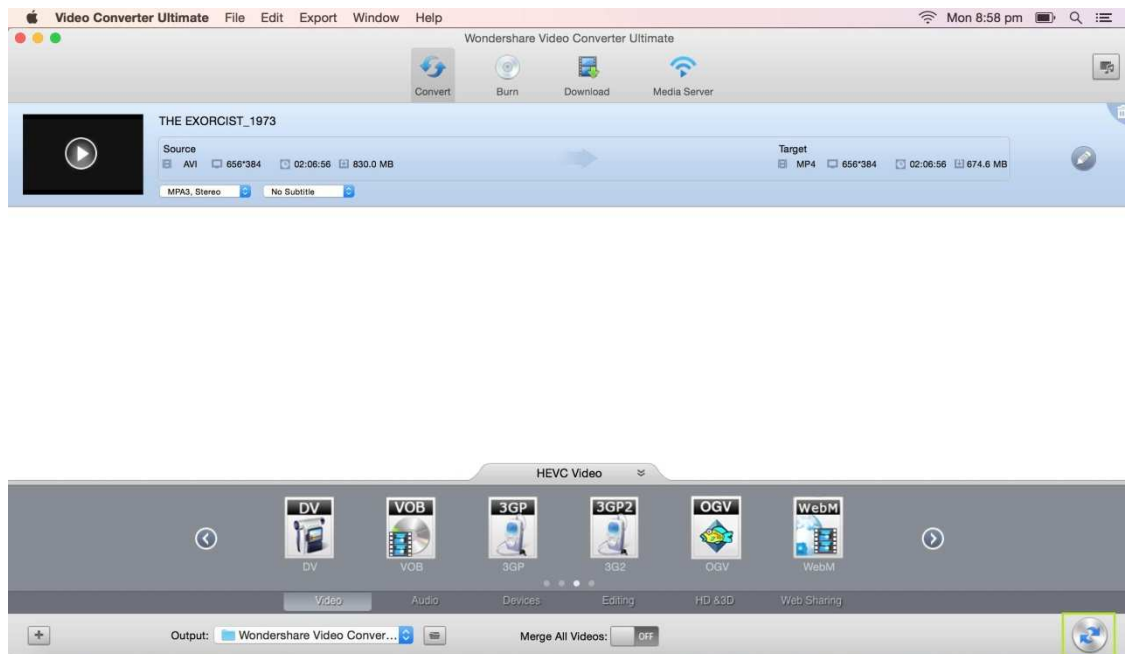 Video Converter Ultimate File Edit Export Window Help Mon 8:58 pm
Wondershare Video Converter Ultimate
Convert Burn Download Media Server
THE EXORCIST_1973
Source Target
AVI 656*384 02:06:56 830.0 MB MP4 656*384 02:06:56 674.6 MB
MPA3, Stereo No Subtitle
HEVC Video
DV VOB 3GP 3GP2 OGV WebM
DV VOB 3GP 3G2 OGV WebM
Video Audio Devices Editing HD &3D Web Sharing
Output: Wondershare Video Conver... Merge All Videos: OFF